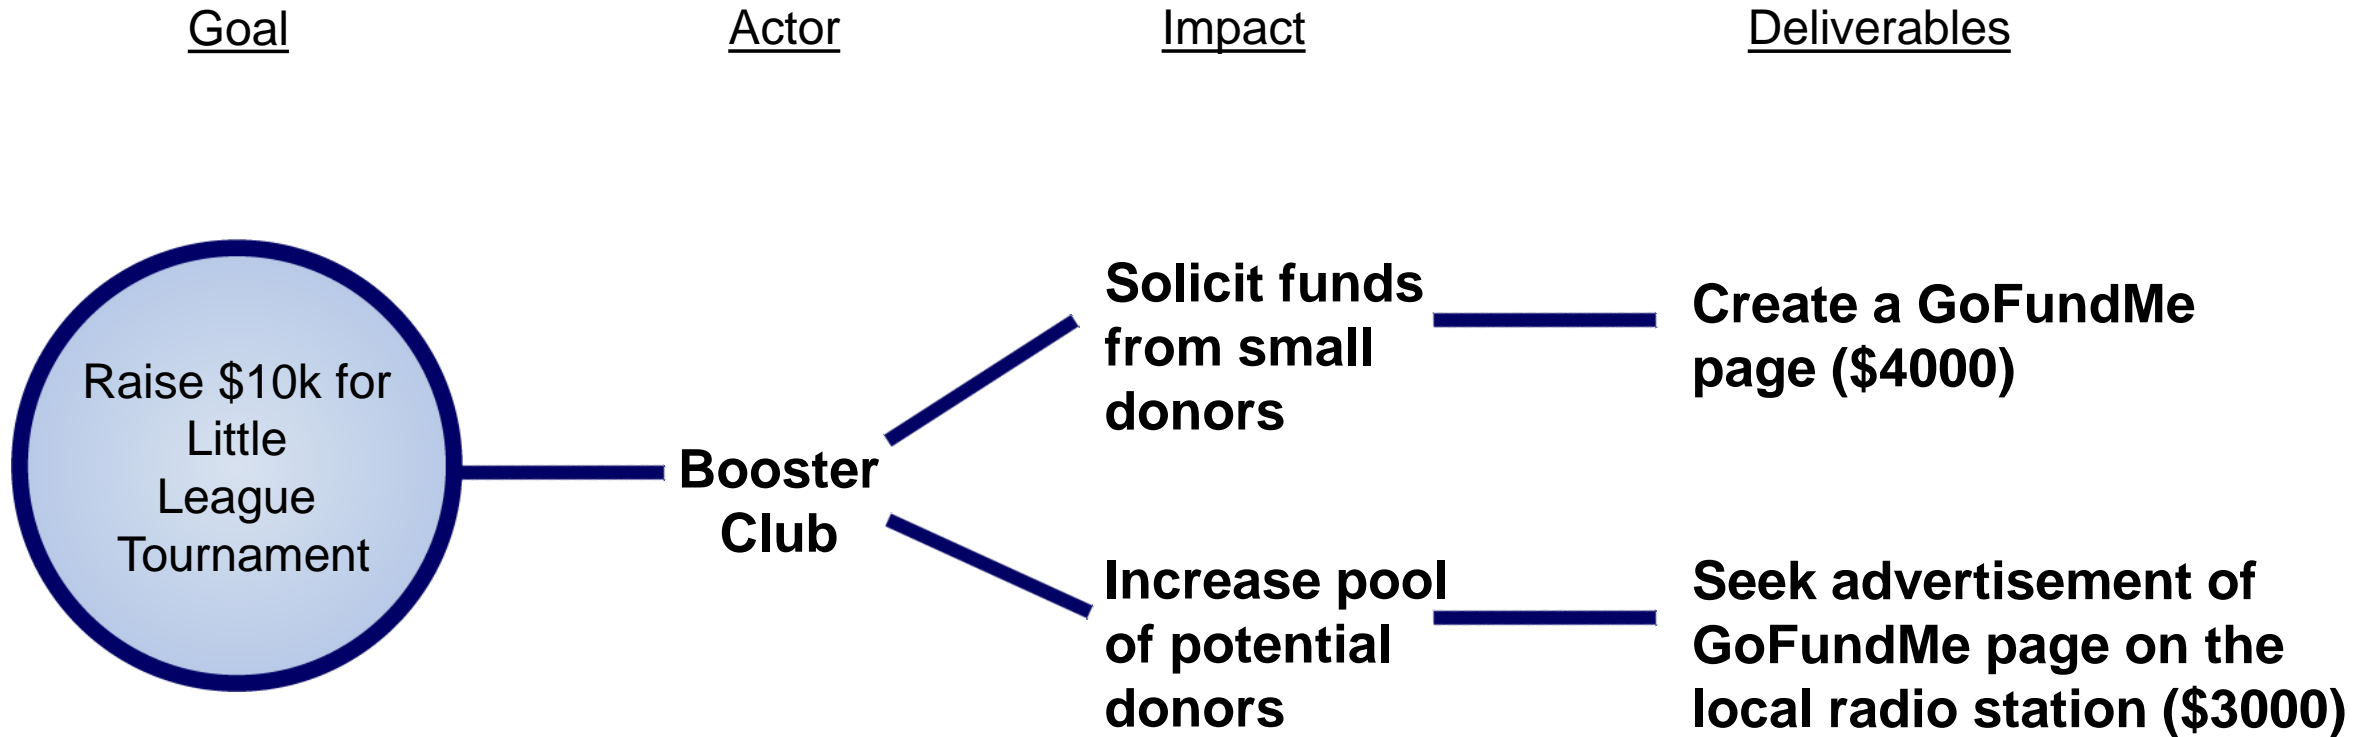 Goal
Actor
Impact
Deliverables
Raise $10k for
Little
League
Tournament
Booster
Club
Solicit funds
from small
donors
Create a GoFundMe
page ($4000)
Increase pool
of potential
donors
Seek advertisement of
GoFundMe page on the
local radio station ($3000)